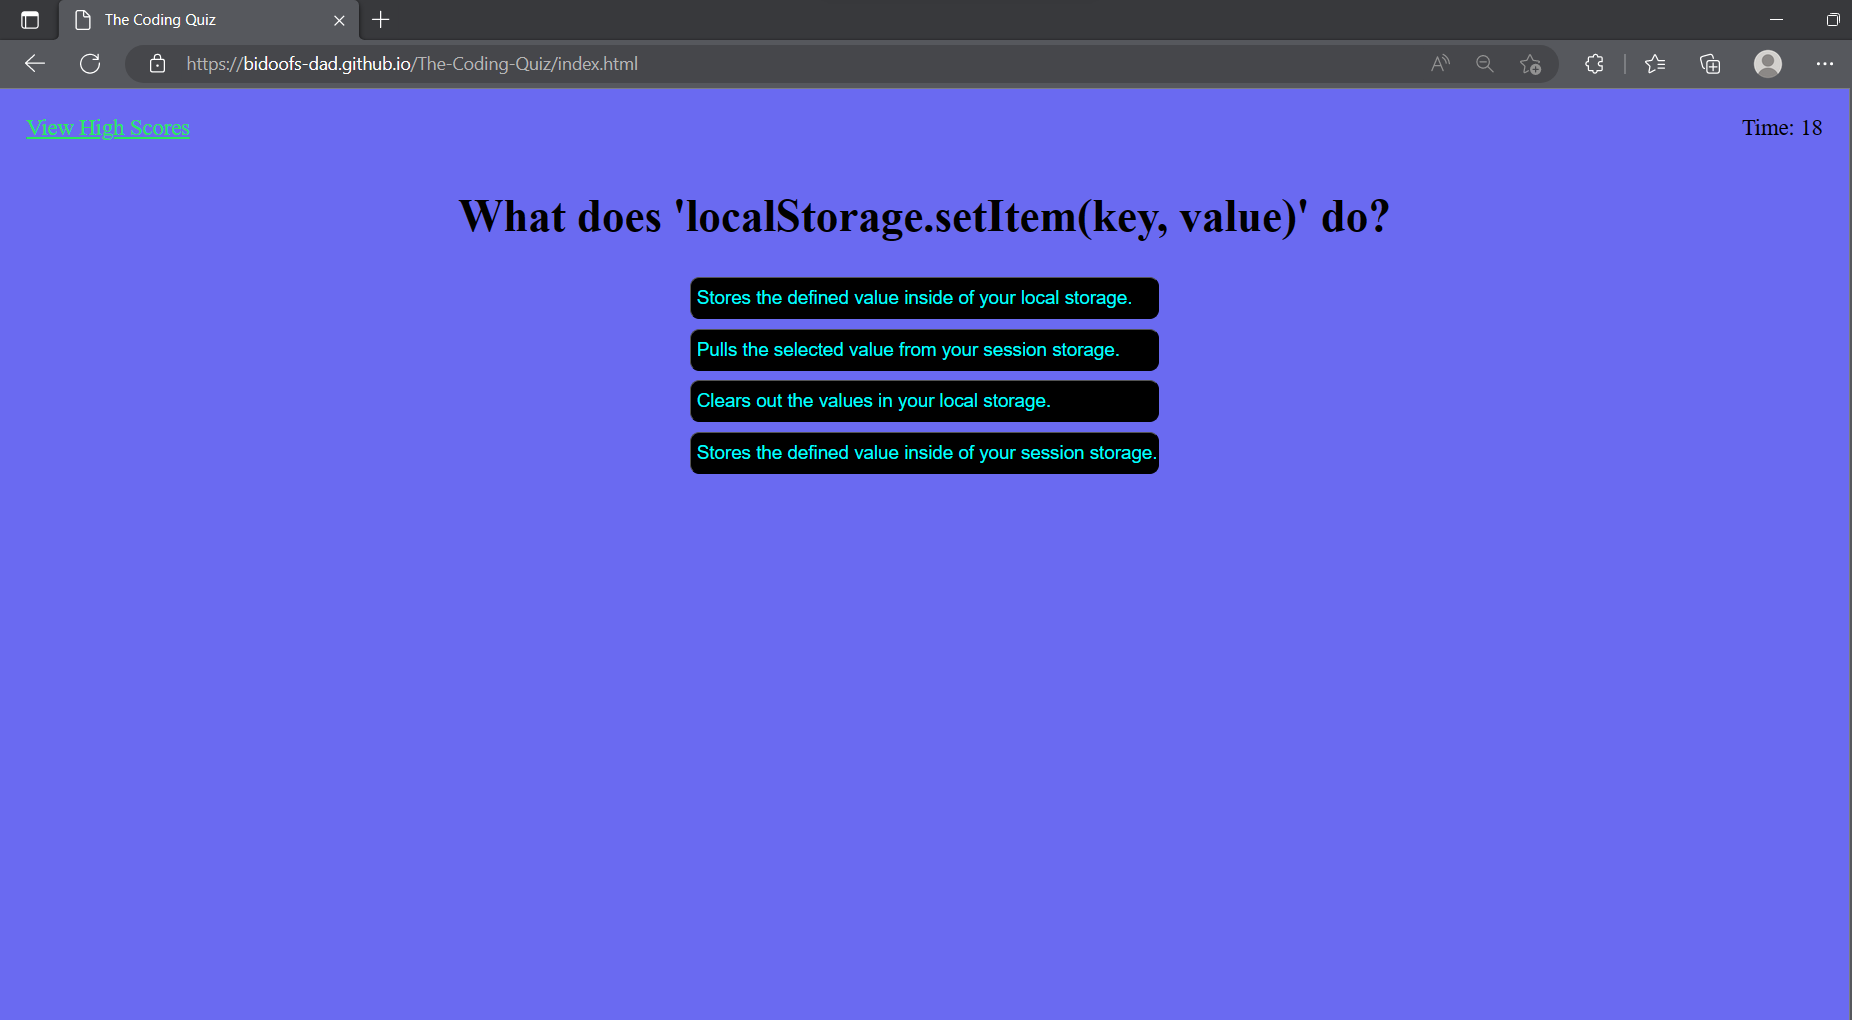 The Coding Quiz
https://bidoofs-dad.github.io/The-Coding-Quiz/index.html
View High Scores
Time: 18
What does 'localStorage.setItem(key, value)' do?
Stores the defined value inside of your local storage.
Pulls the selected value from your session storage.
Clears out the values in your local storage.
Stores the defined value inside of your session storage.